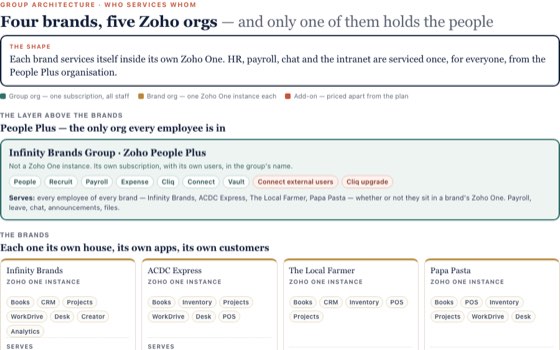 GROUP ARCHITECTURE · WHO SERVICES WHOM
Four brands, five Zoho orgs — and only one of them holds the people
THE SHAPE
Each brand services itself inside its own Zoho One. HR, payroll, chat and the intranet are serviced once, for everyone, from the
People Plus organisation.
Group org — one subscription, all staff
Brand org — one Zoho One instance each
Add-on — priced apart from the plan
THE LAYER ABOVE THE BRANDS
People Plus — the only org every employee is in
Infinity Brands Group · Zoho People Plus
Not a Zoho One instance. Its own subscription, with its own users, in the group's name.
People
Recruit
Payroll
Expense
Cliq
Connect
Vault
Connect external users
Cliq upgrade
Serves: every employee of every brand — Infinity Brands, ACDC Express, The Local Farmer, Papa Pasta — whether or not they sit in a brand's Zoho One. Payroll,
leave, chat, announcements, files.
THE BRANDS
Each one its own house, its own apps, its own customers
Infinity Brands
ZOHO ONE INSTANCE
Books
CRM
Projects
WorkDrive
Desk
Creator
Analytics
SERVES
ACDC Express
ZOHO ONE INSTANCE
Books
Inventory
Projects
WorkDrive
Desk
POS
SERVES
The Local Farmer
ZOHO ONE INSTANCE
Books
CRM
Inventory
POS
Projects
Papa Pasta
ZOHO ONE INSTANCE
Books
POS
Inventory
Projects
WorkDrive
Desk